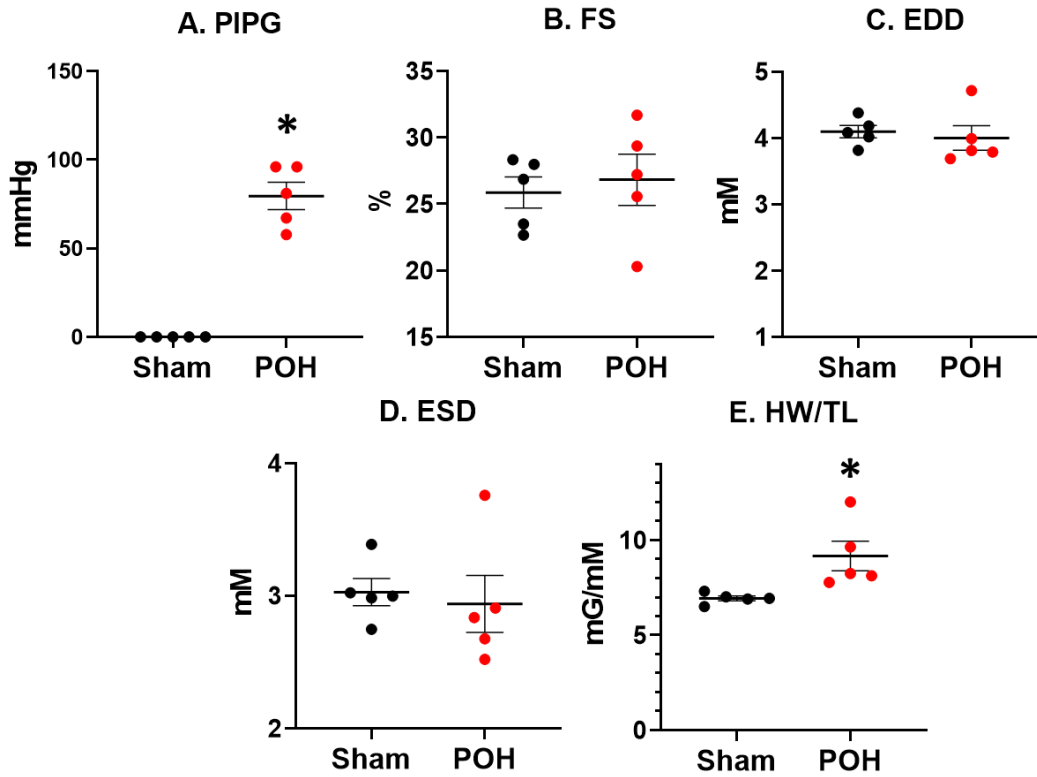 A. PIPG
mmHg
150
100
50
0
*
Sham POH
B. FS
%
35
30
25
20
15
Sham POH
C. EDD
mM
5
4
3
2
1
Sham POH
D. ESD
mM
4
3
2
Sham POH
E. HW/TL
mG/mM
10
5
0
*
Sham POH